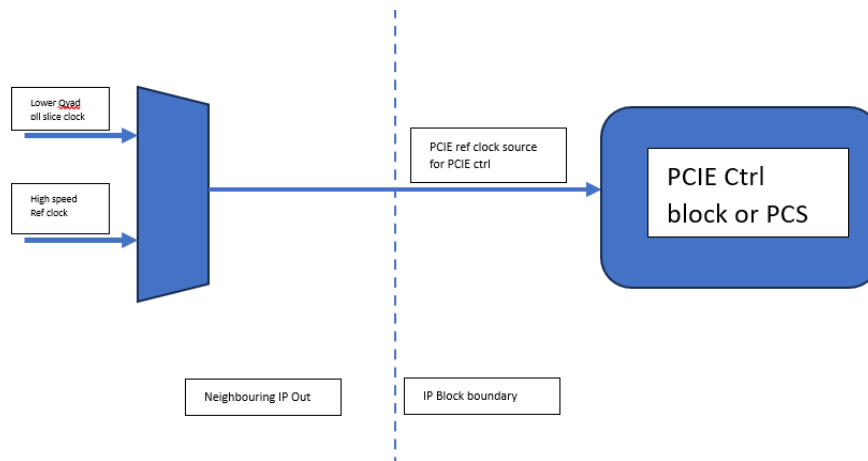 Lower Qvad
pll slice clock
High speed
Ref clock
PCIE ref clock source
for PCIE ctrl
PCIE Ctrl
block or PCS
Neighbouring IP Out
IP Block boundary